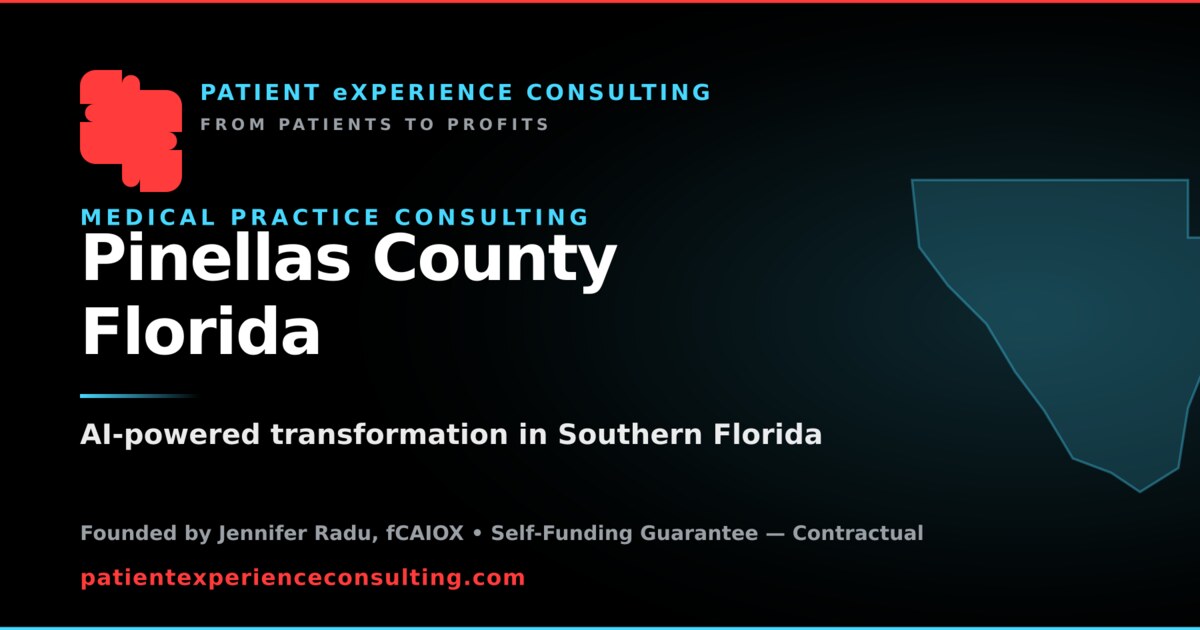 PATIENT eXPERIENCE CONSULTING
FROM PATIENTS TO PROFITS
MEDICAL PRACTICE CONSULTING
Pinellas County
Florida
AI-powered transformation in Southern Florida
Founded by Jennifer Radu, fCAIOX • Self-Funding Guarantee — Contractual
patientexperienceconsulting.com